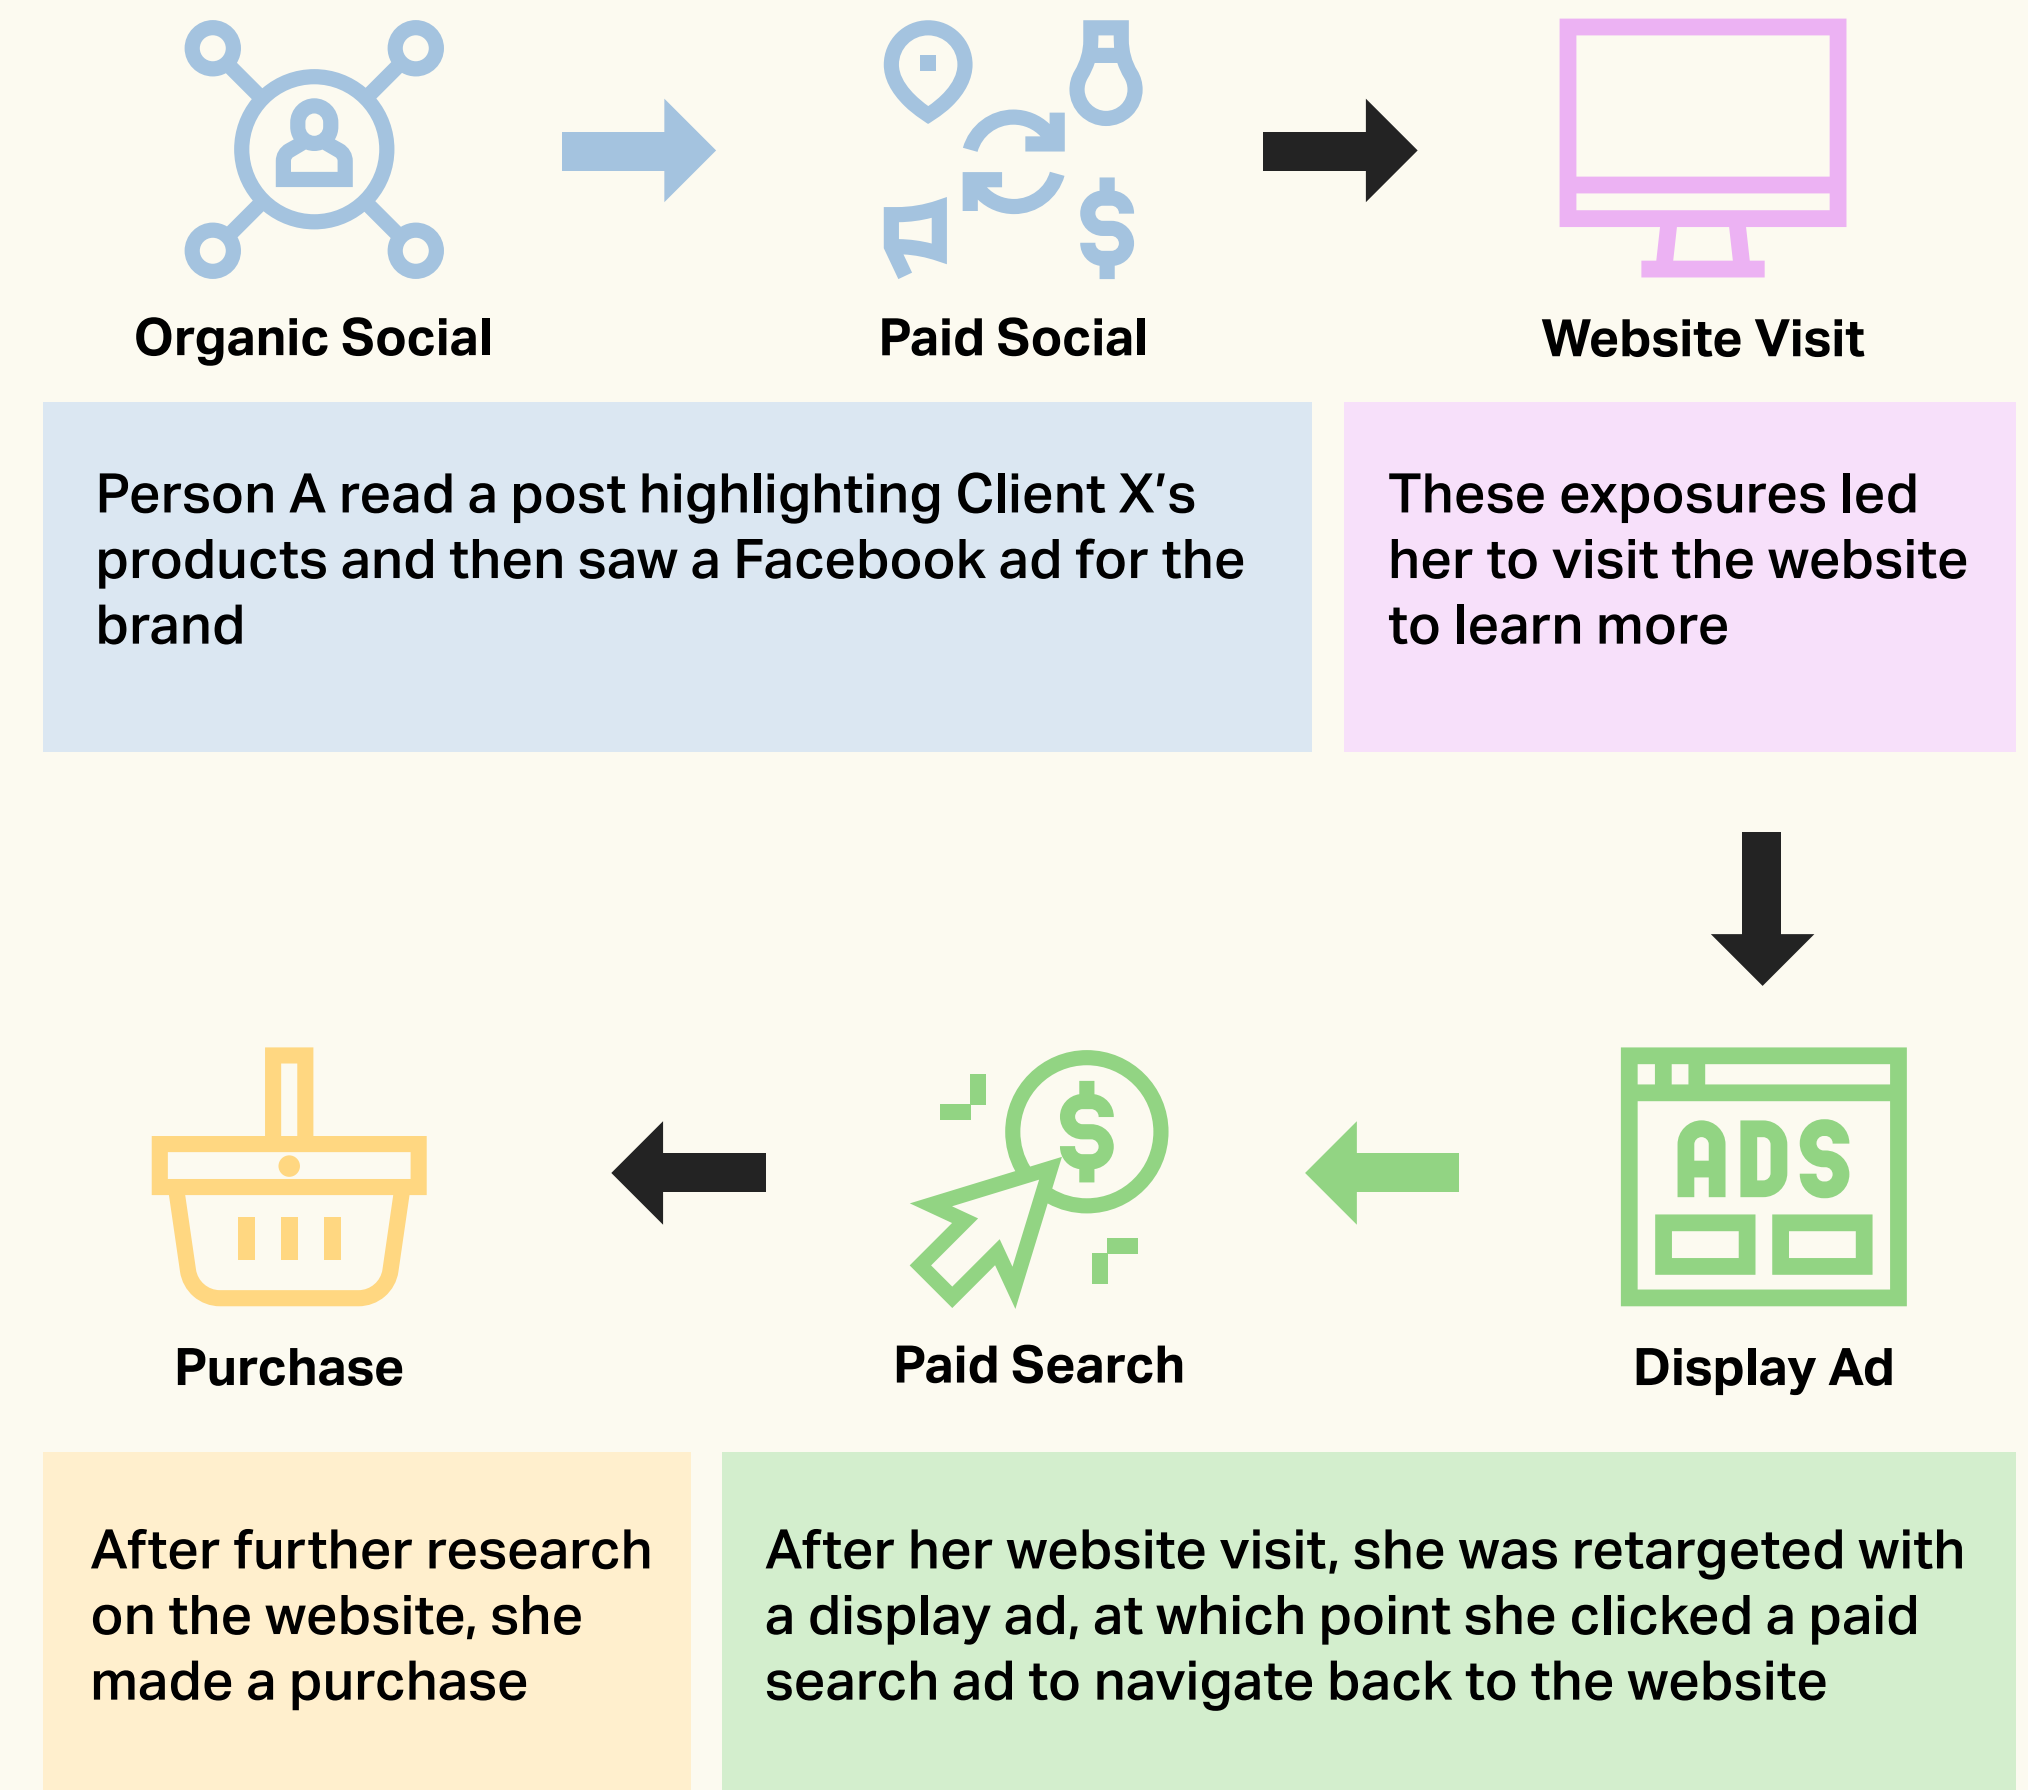 Organic Social
Paid Social
Website Visit
Person A read a post highlighting Client X’s
products and then saw a Facebook ad for the
brand
These exposures led
her to visit the website
to learn more
$
$
ADS
Purchase
Paid Search
Display Ad
After further research
on the website, she
made a purchase
After her website visit, she was retargeted with
a display ad, at which point she clicked a paid
search ad to navigate back to the website